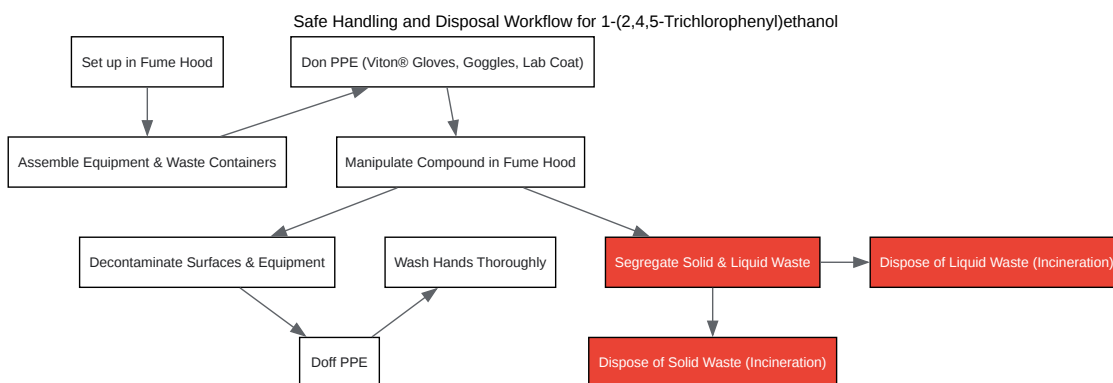 Safe Handling and Disposal Workflow for 1-(2,4,5-Trichlorophenyl)ethanol
Set up in Fume Hood
Don PPE (Viton® Gloves, Goggles, Lab Coat)
Assemble Equipment & Waste Containers
Manipulate Compound in Fume Hood
Decontaminate Surfaces & Equipment
Wash Hands Thoroughly
Segregate Solid & Liquid Waste
Dispose of Liquid Waste (Incineration)
Doff PPE
Dispose of Solid Waste (Incineration)